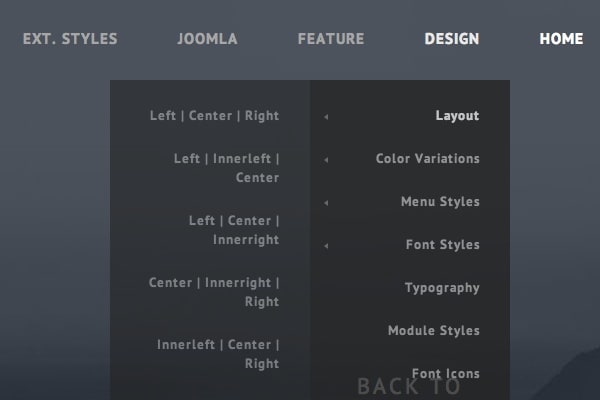 EXT. STYLES JOOMLA FEATURE DESIGN HOME
Layout
Color Variations
Menu Styles
Font Styles
Typography
Module Styles
Font Icons
Left | Center | Right
Left | Innerleft |
Center
Left | Center |
Innerright
Center | Innerright |
Right
Innerleft | Center |
Right
BACK TO